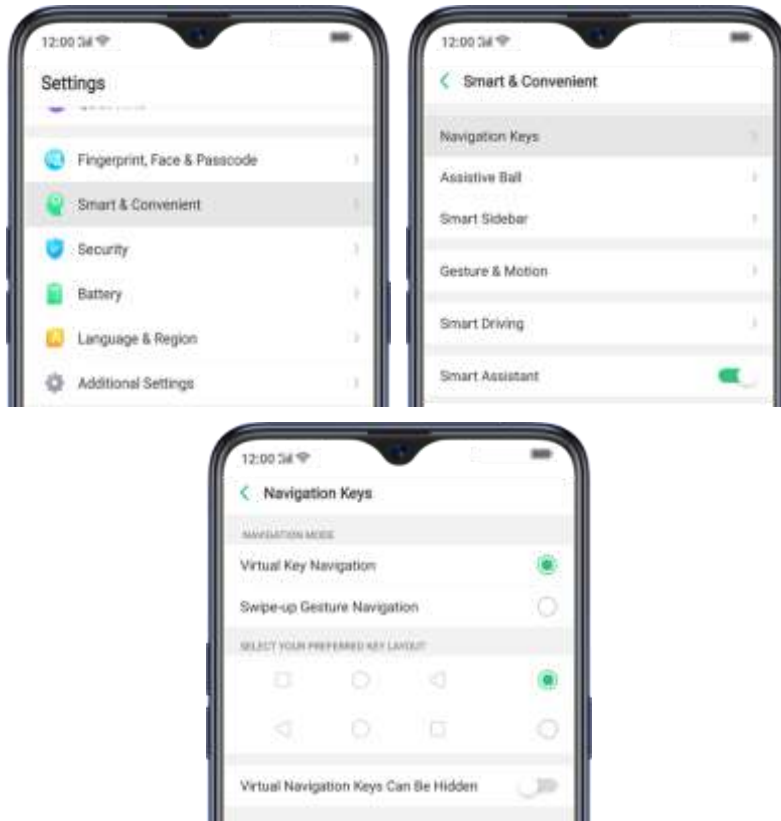 12:00
Settings
Fingerprint, Face & Passcode
Smart & Convenient
Security
Battery
Language & Region
Additional Settings
12:00
Smart & Convenient
Navigation Keys
Assistive Ball
Smart Sidebar
Gesture & Motion
Smart Driving
Smart Assistant
12:00
Navigation Keys
NAVIGATION MODE
Virtual Key Navigation
Swipe-up Gesture Navigation
SELECT YOUR PREFERRED KEY LAYOUT
Virtual Navigation Keys Can Be Hidden